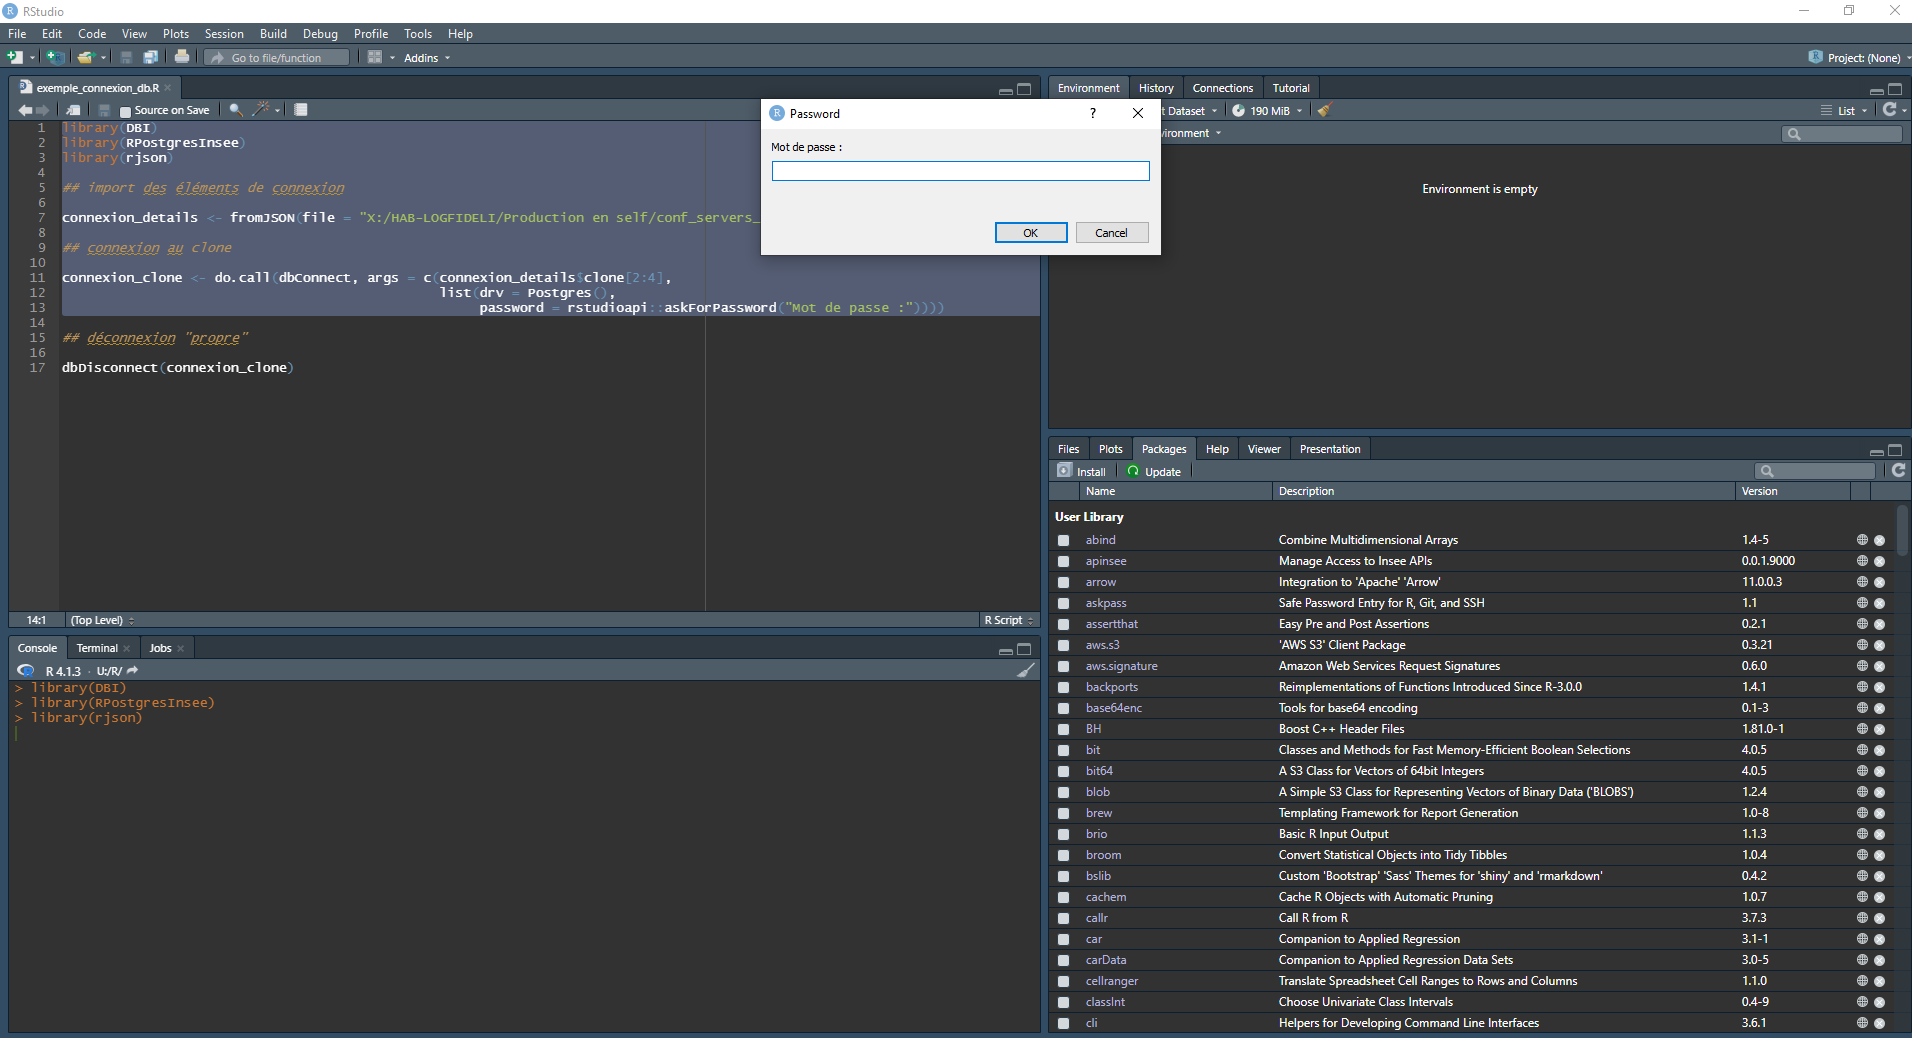 RStudio
File Edit Code View Plots Session Build Debug Profile Tools Help
Go to file/function Addins Project: (None)
exemple_connexion_db.R
Source on Save
1 library(DBI)
2 library(RPostgresInsee)
3 library(rjson)
4
5 ## import des éléments de connexion
6
7 connexion_details <- fromJSON(file = "X:/HAB-LOGFIDELI/Production en self/conf_servers_
8
9 ## connexion au clone
10
11 connexion_clone <- do.call(dbConnect, args = c(connexion_details$clone[2:4],
12 list(drv = Postgres(),
13 password = rstudioapi::askForPassword("Mot de passe :"))))
14
15 ## déconnexion "propre"
16
17 dbDisconnect(connexion_clone)
14:1 (Top Level) R Script
Password ?
Mot de passe :
OK Cancel
Console Terminal Jobs
R 4.1.3 · U:/R/
> library(DBI)
> library(RPostgresInsee)
> library(rjson)
Environment History Connections Tutorial
t Dataset 190 MiB List
vironment
Environment is empty
Files Plots Packages Help Viewer Presentation
Install Update
Name Description Version
User Library
abind Combine Multidimensional Arrays 1.4-5
apinsee Manage Access to Insee APIs 0.0.1.9000
arrow Integration to 'Apache' 'Arrow' 11.0.0.3
askpass Safe Password Entry for R, Git, and SSH 1.1
assertthat Easy Pre and Post Assertions 0.2.1
aws.s3 'AWS S3' Client Package 0.3.21
aws.signature Amazon Web Services Request Signatures 0.6.0
backports Reimplementations of Functions Introduced Since R-3.0.0 1.4.1
base64enc Tools for base64 encoding 0.1-3
BH Boost C++ Header Files 1.81.0-1
bit Classes and Methods for Fast Memory-Efficient Boolean Selections 4.0.5
bit64 A S3 Class for Vectors of 64bit Integers 4.0.5
blob A Simple S3 Class for Representing Vectors of Binary Data ('BLOBS') 1.2.4
brew Templating Framework for Report Generation 1.0-8
brio Basic R Input Output 1.1.3
broom Convert Statistical Objects into Tidy Tibbles 1.0.4
bslib Custom 'Bootstrap' 'Sass' Themes for 'shiny' and 'rmarkdown' 0.4.2
cachem Cache R Objects with Automatic Pruning 1.0.7
callr Call R from R 3.7.3
car Companion to Applied Regression 3.1-1
carData Companion to Applied Regression Data Sets 3.0-5
cellranger Translate Spreadsheet Cell Ranges to Rows and Columns 1.1.0
classInt Choose Univariate Class Intervals 0.4-9
cli Helpers for Developing Command Line Interfaces 3.6.1